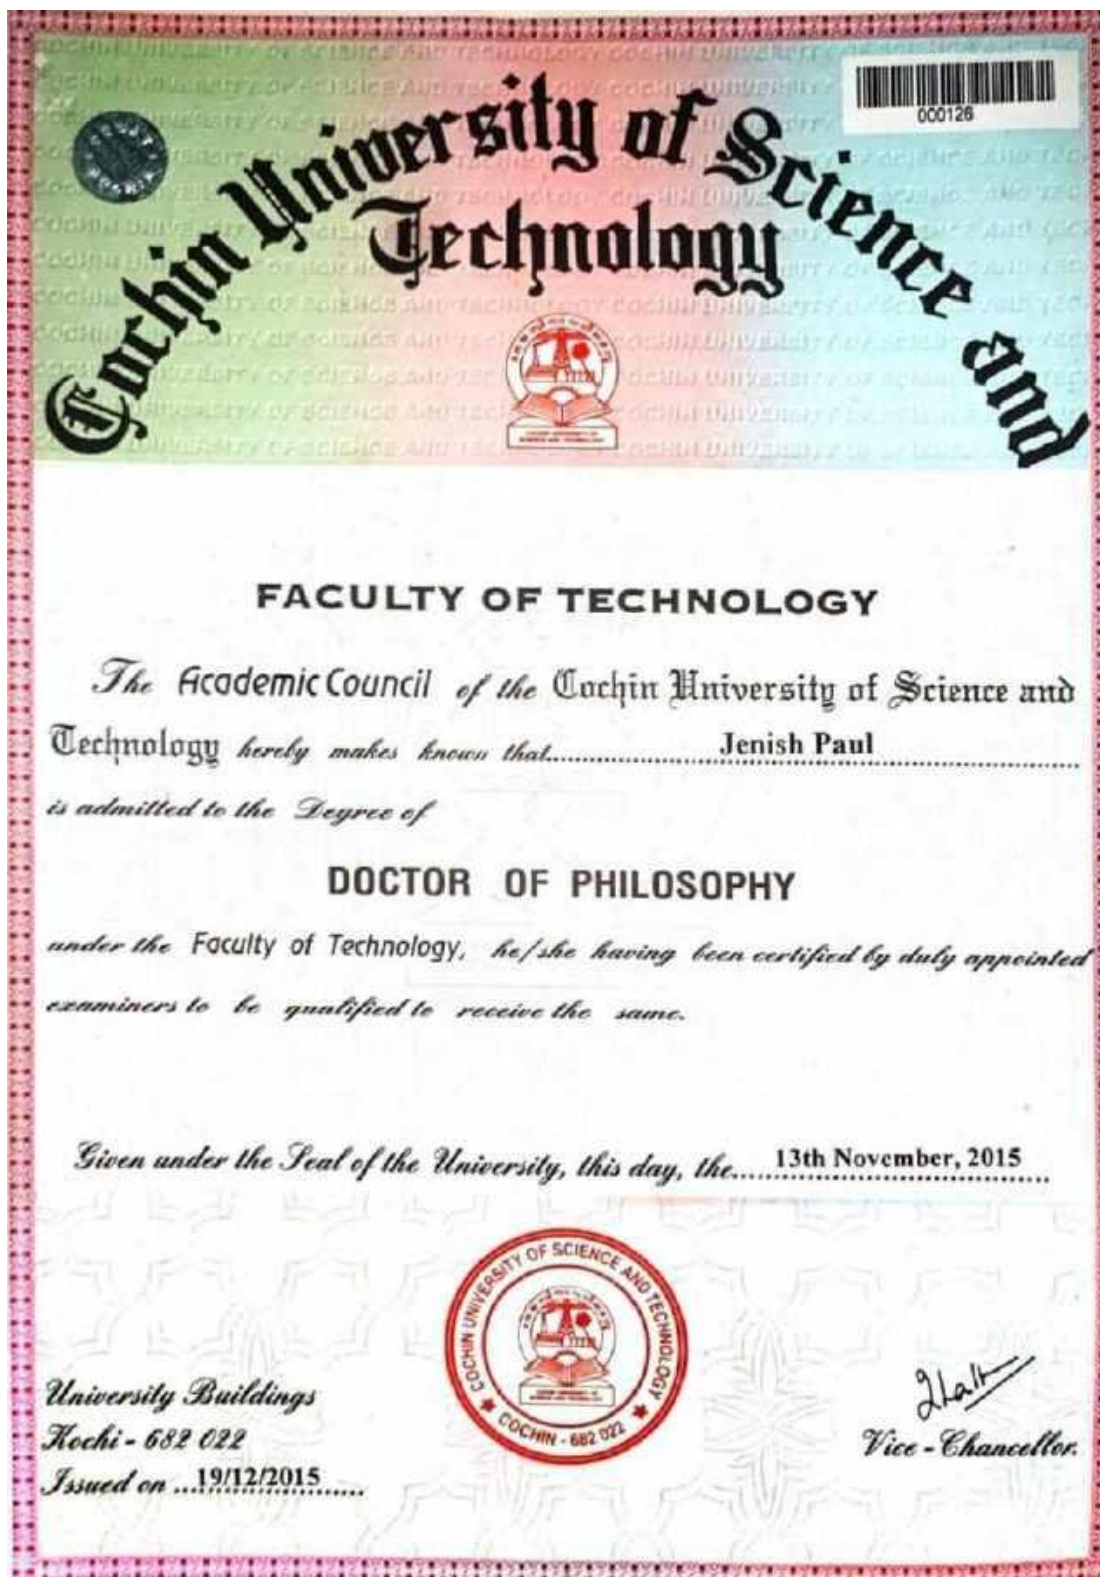 000126
Cochin University of Science and
Technology
FACULTY OF TECHNOLOGY
The Academic Council of the Cochin University of Science and
Technology hereby makes known that Jenish Paul
is admitted to the Degree of
DOCTOR OF PHILOSOPHY
under the Faculty of Technology, he/she having been certified by duly appointed
examiners to be qualified to receive the same.
Given under the Seal of the University, this day, the 13th November, 2015
COCHIN UNIVERSITY OF SCIENCE AND TECHNOLOGY
COCHIN - 682 022
University Buildings
Kochi - 682 022
Issued on 19/12/2015
Vice - Chancellor.